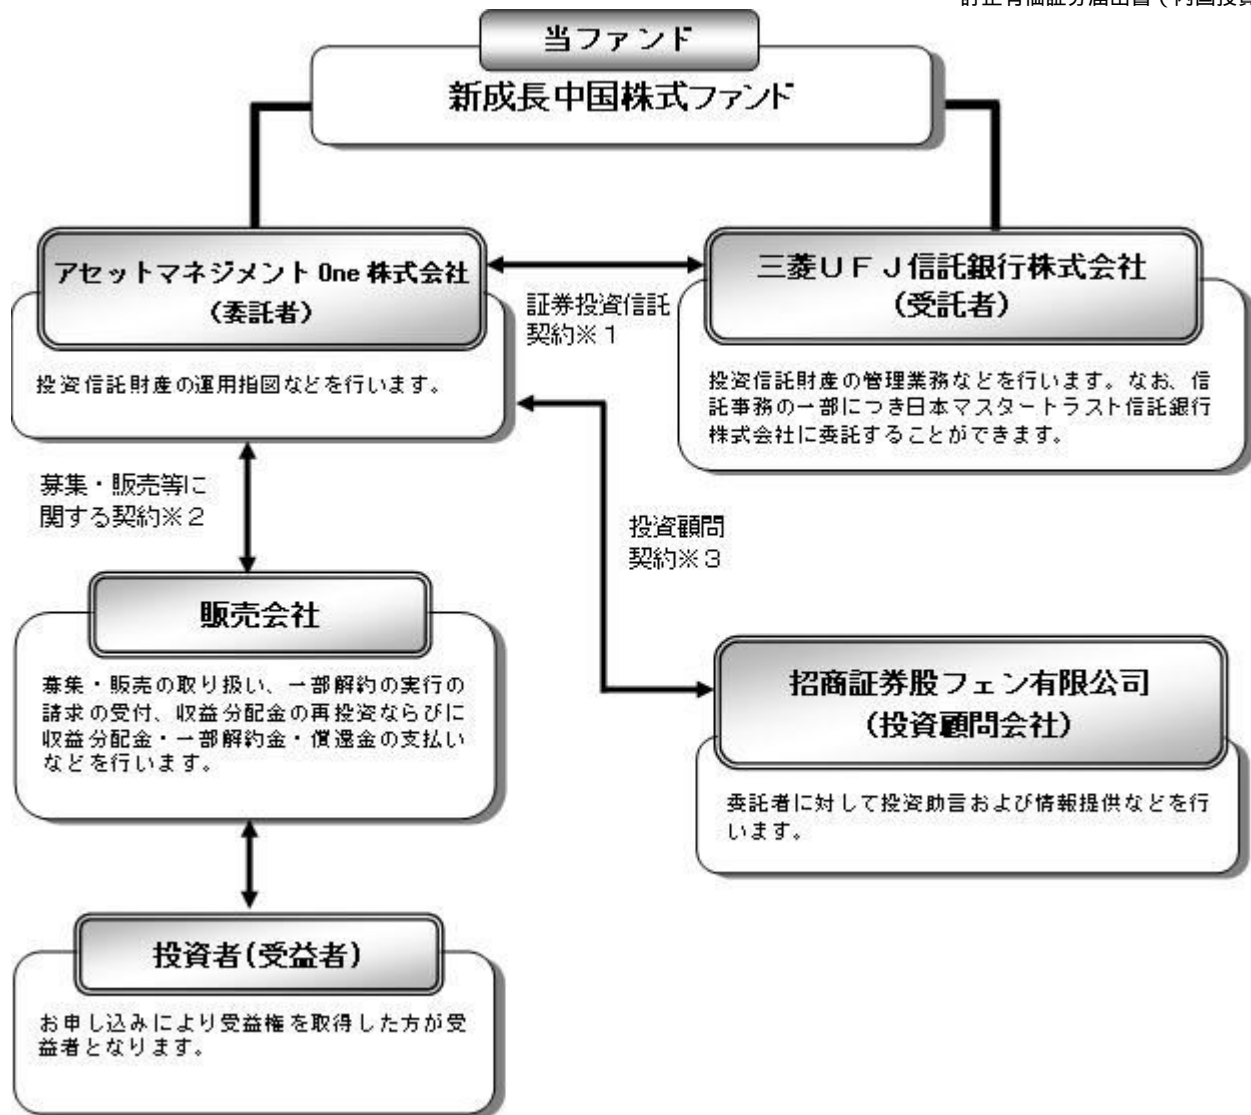 当ファンド
新成長中国株式ファンド
アセットマネジメント One 株式会社
(委託者)
投資信託財産の運用指図などを行います。
証券投資信託
契約※1
三菱UFJ信託銀行株式会社
(受託者)
投資信託財産の管理業務などを行います。なお、信
託事務の一部につき日本マスタートラスト信託銀行
株式会社に委託することができます。
募集・販売等に
関する契約※2
投資顧問
契約※3
販売会社
募集・販売の取り扱い、一部解約の実行の
請求の受付、収益分配金の再投資ならびに
収益分配金・一部解約金・償還金の支払い
などを行います。
招商証券股フェン有限公司
(投資顧問会社)
委託者に対して投資助言および情報提供などを行
います。
投資者(受益者)
お申し込みにより受益権を取得した方が受
益者となります。